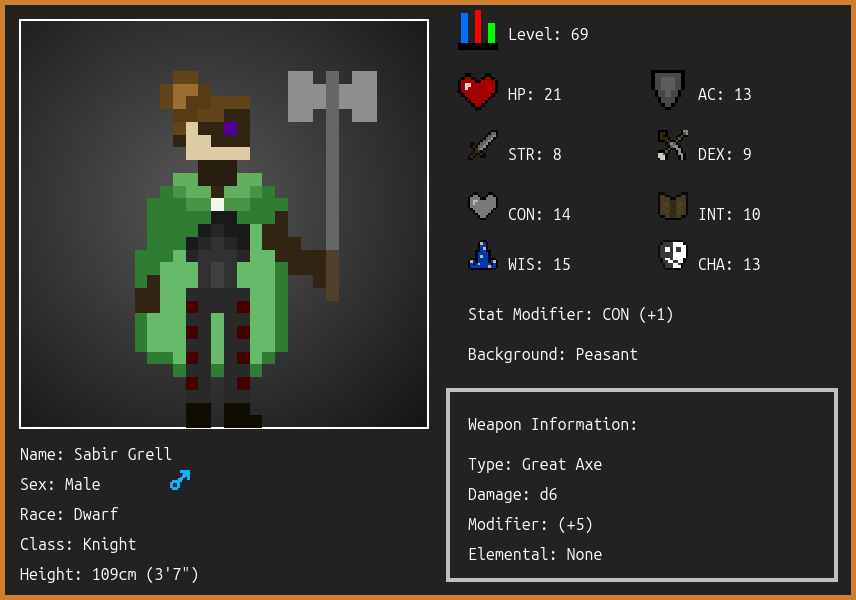 Level: 69
HP: 21
AC: 13
STR: 8
DEX: 9
CON: 14
INT: 10
WIS: 15
CHA: 13
Stat Modifier: CON (+1)
Background: Peasant
Name: Sabir Grell
Sex: Male
Race: Dwarf
Class: Knight
Height: 109cm (3'7")
Weapon Information:
Type: Great Axe
Damage: d6
Modifier: (+5)
Elemental: None